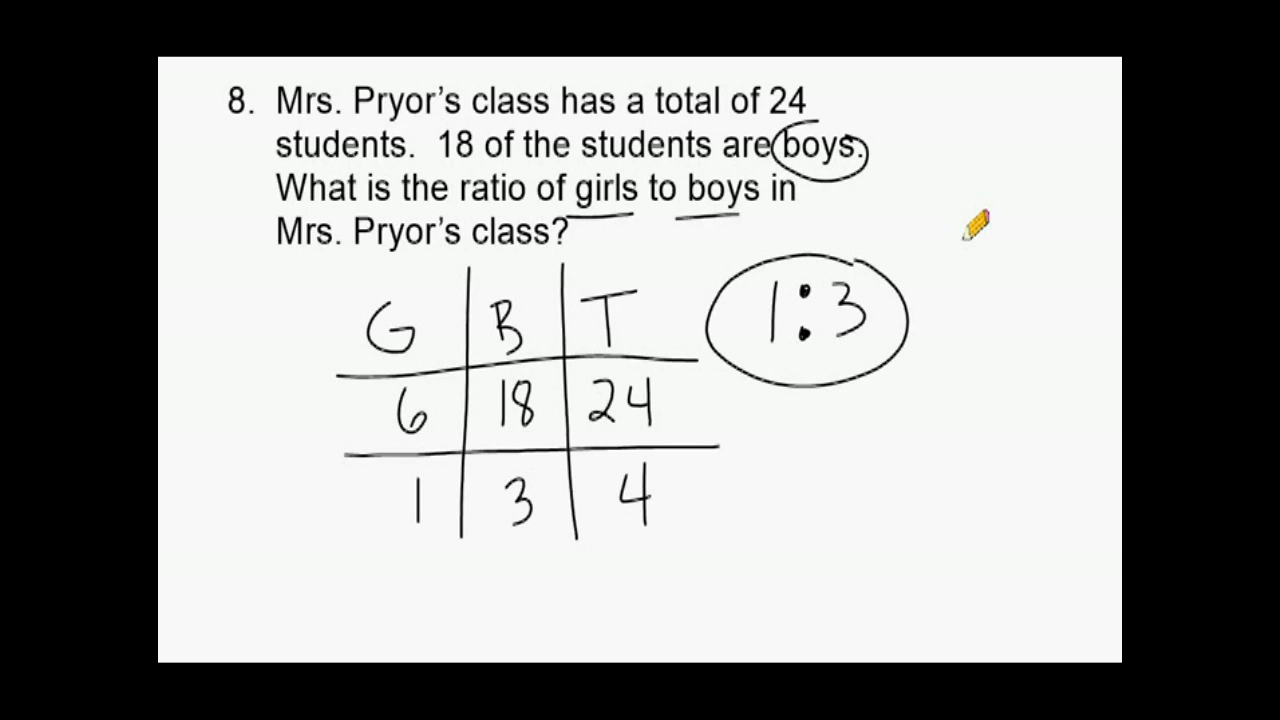 8. Mrs. Pryor's class has a total of 24
students. 18 of the students are boys.
What is the ratio of girls to boys in
Mrs. Pryor's class?
G B T
1:3
6 18 24
1 3 4